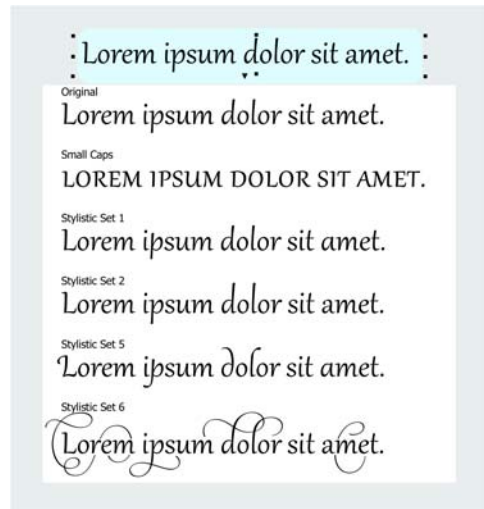 Lorem ipsum dolor sit amet.
Original
Lorem ipsum dolor sit amet.
Small Caps
LOREM IPSUM DOLOR SIT AMET.
Stylistic Set 1
Lorem ipsum dolor sit amet.
Stylistic Set 2
Lorem ipsum dolor sit amet.
Stylistic Set 5
Lorem ipsum dolor sit amet.
Stylistic Set 6
Lorem ipsum dolor sit amet.